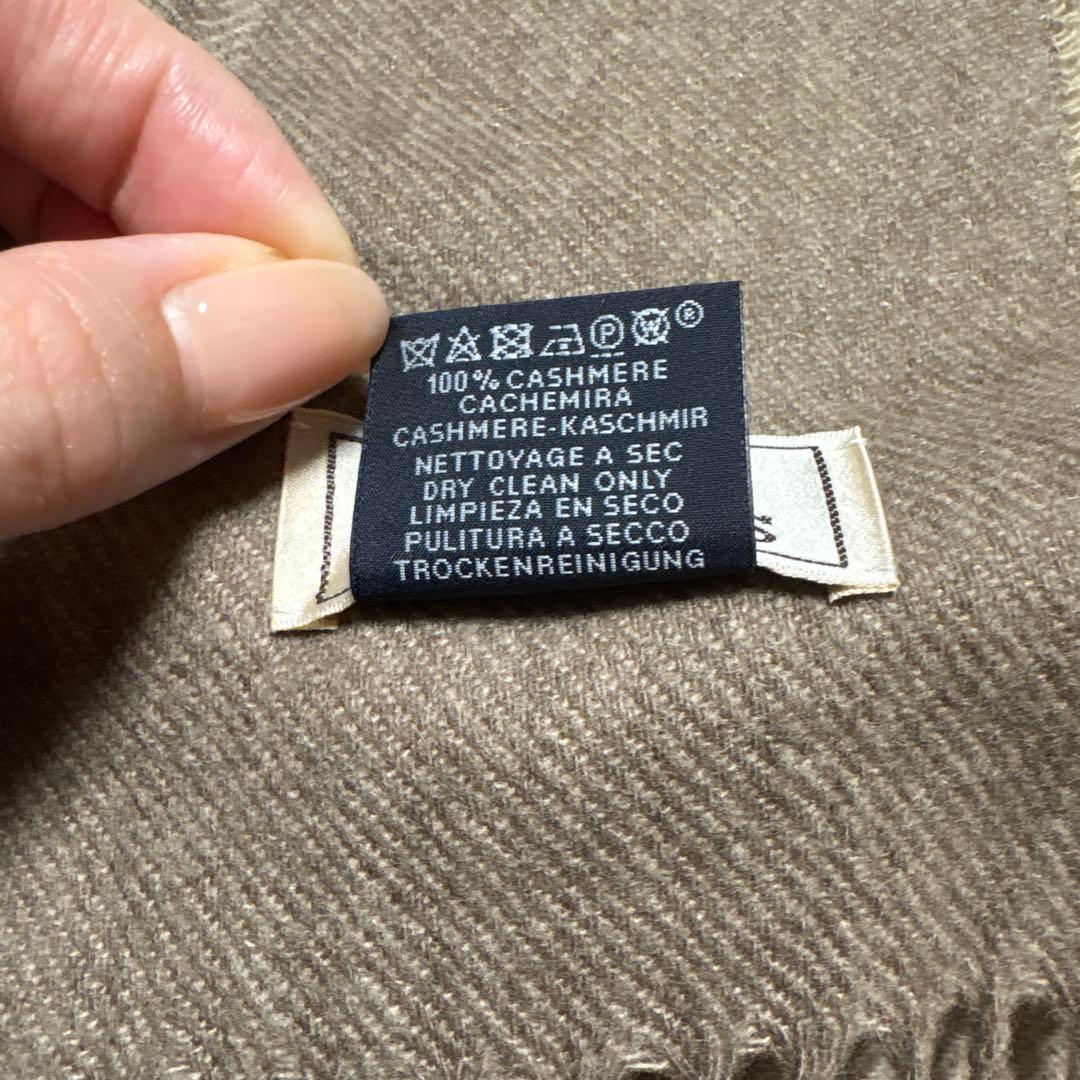 P W ®
100% CASHMERE
CACHEMIRA
CASHMERE-KASCHMIR
NETTOYAGE A SEC
DRY CLEAN ONLY
LIMPIEZA EN SECO
PULITURA A SECCO
TROCKENREINIGUNG
S